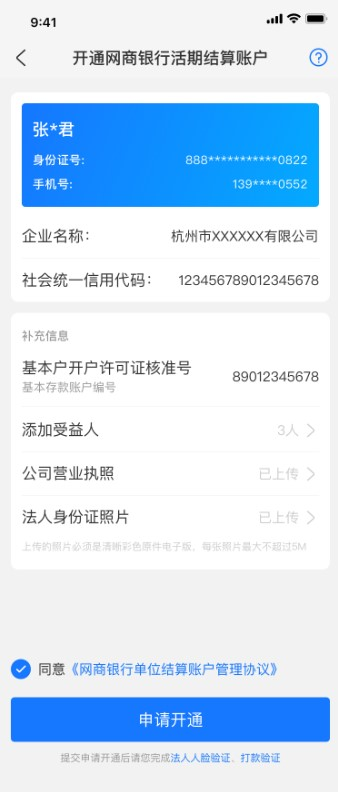 9:41
开通网商银行活期结算账户
张*君
身份证号: 888***********0822
手机号: 139****0552
企业名称: 杭州市XXXXXX有限公司
社会统一信用代码: 123456789012345678
补充信息
基本户开户许可证核准号 89012345678
基本存款账户编号
添加受益人 3人
公司营业执照 已上传
法人身份证照片 已上传
上传的照片必须是清晰彩色原件电子版，每张照片最大不超过5M
同意《网商银行单位结算账户管理协议》
申请开通
提交申请开通后请您完成法人人脸验证、打款验证